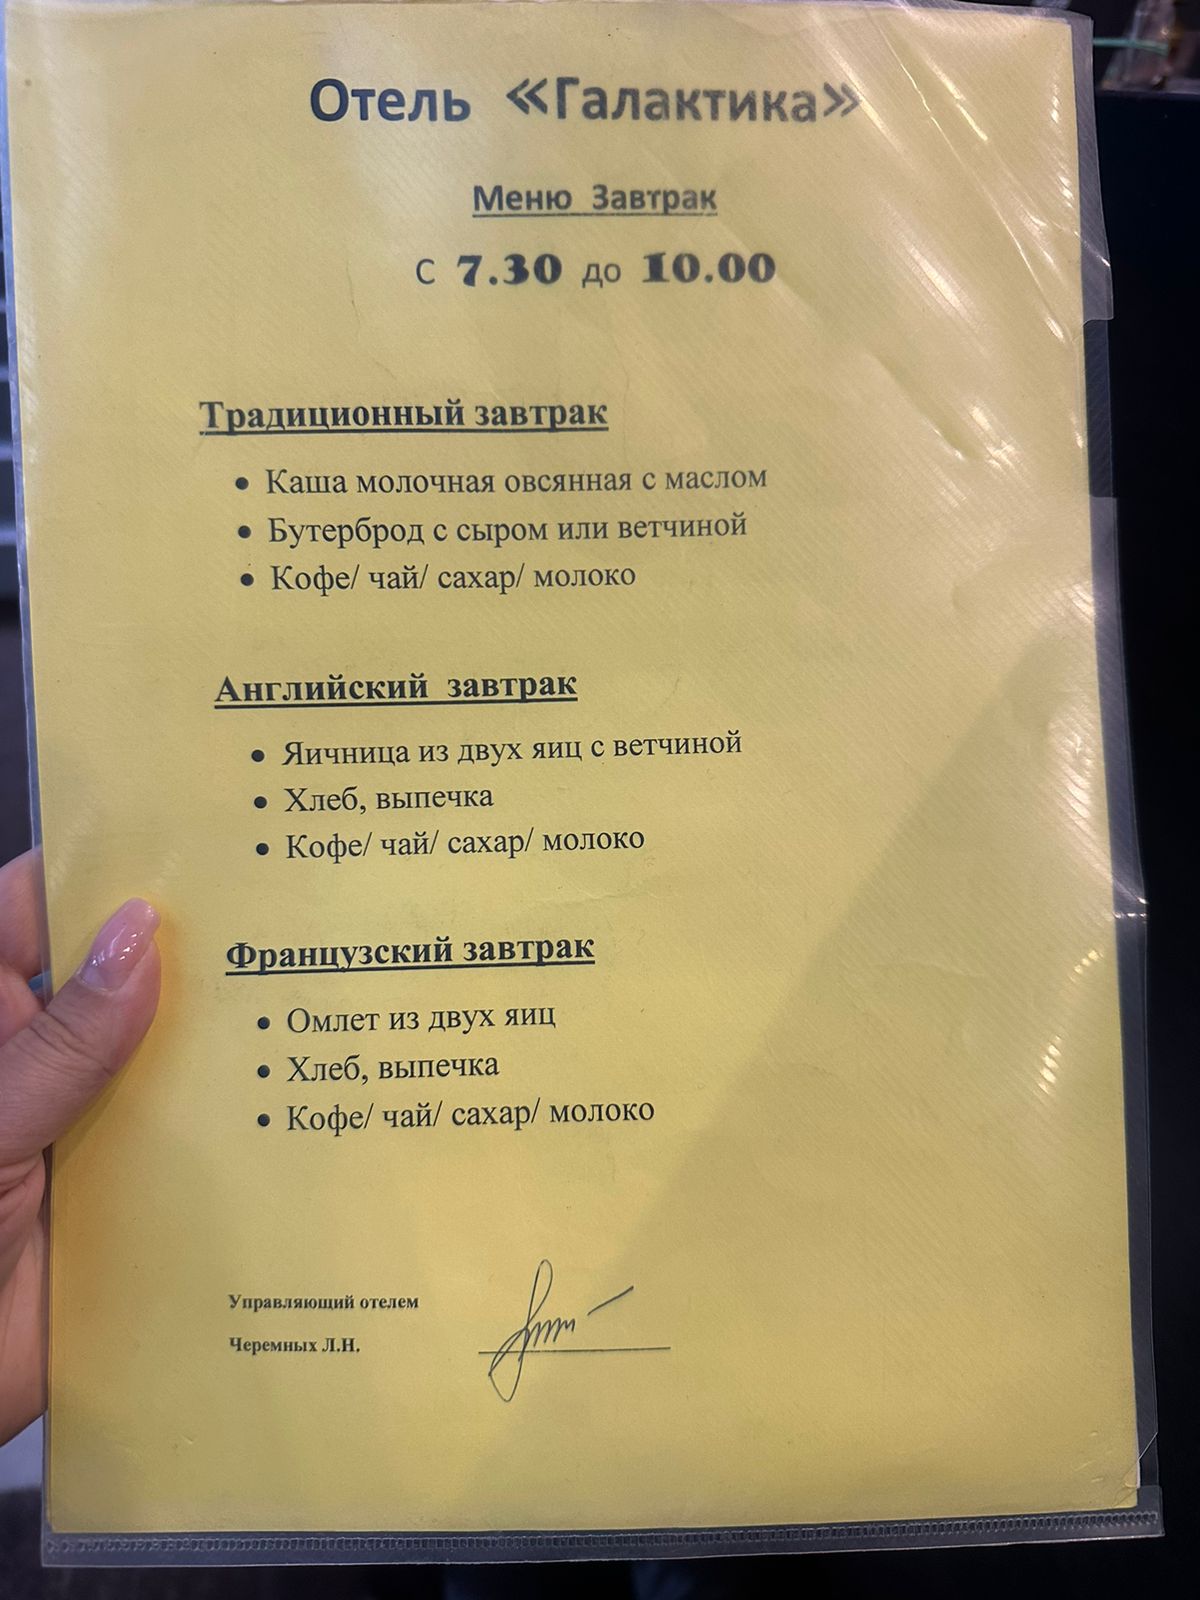 Отель «Галактика»
Меню Завтрак
С 7.30 до 10.00
Традиционный завтрак
• Каша молочная овсянная с маслом
• Бутерброд с сыром или ветчиной
• Кофе/ чай/ сахар/ молоко
Английский завтрак
• Яичница из двух яиц с ветчиной
• Хлеб, выпечка
• Кофе/ чай/ сахар/ молоко
Французский завтрак
• Омлет из двух яиц
• Хлеб, выпечка
• Кофе/ чай/ сахар/ молоко
Управляющий отелем
Черемных Л.Н.